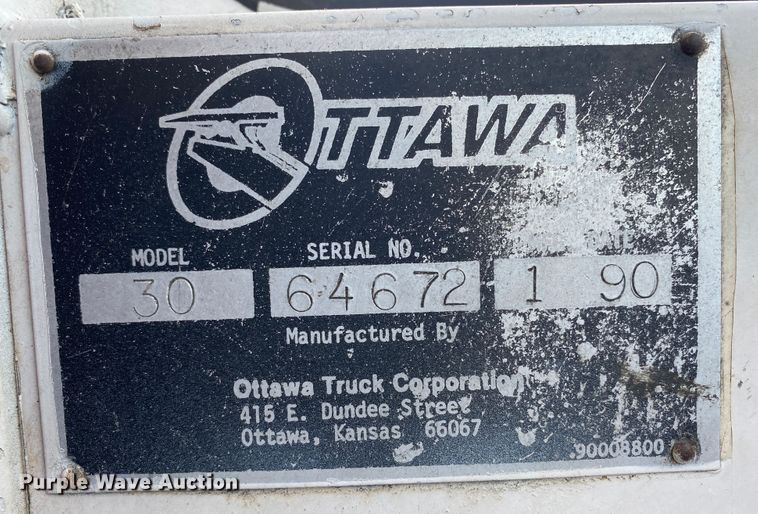 OTTAWA
MODEL SERIAL NO.
30 64672 1 90
Manufactured By
Ottawa Truck Corporation
415 E. Dundee Street
Ottawa, Kansas 66067
90008800
Purple Wave Auction